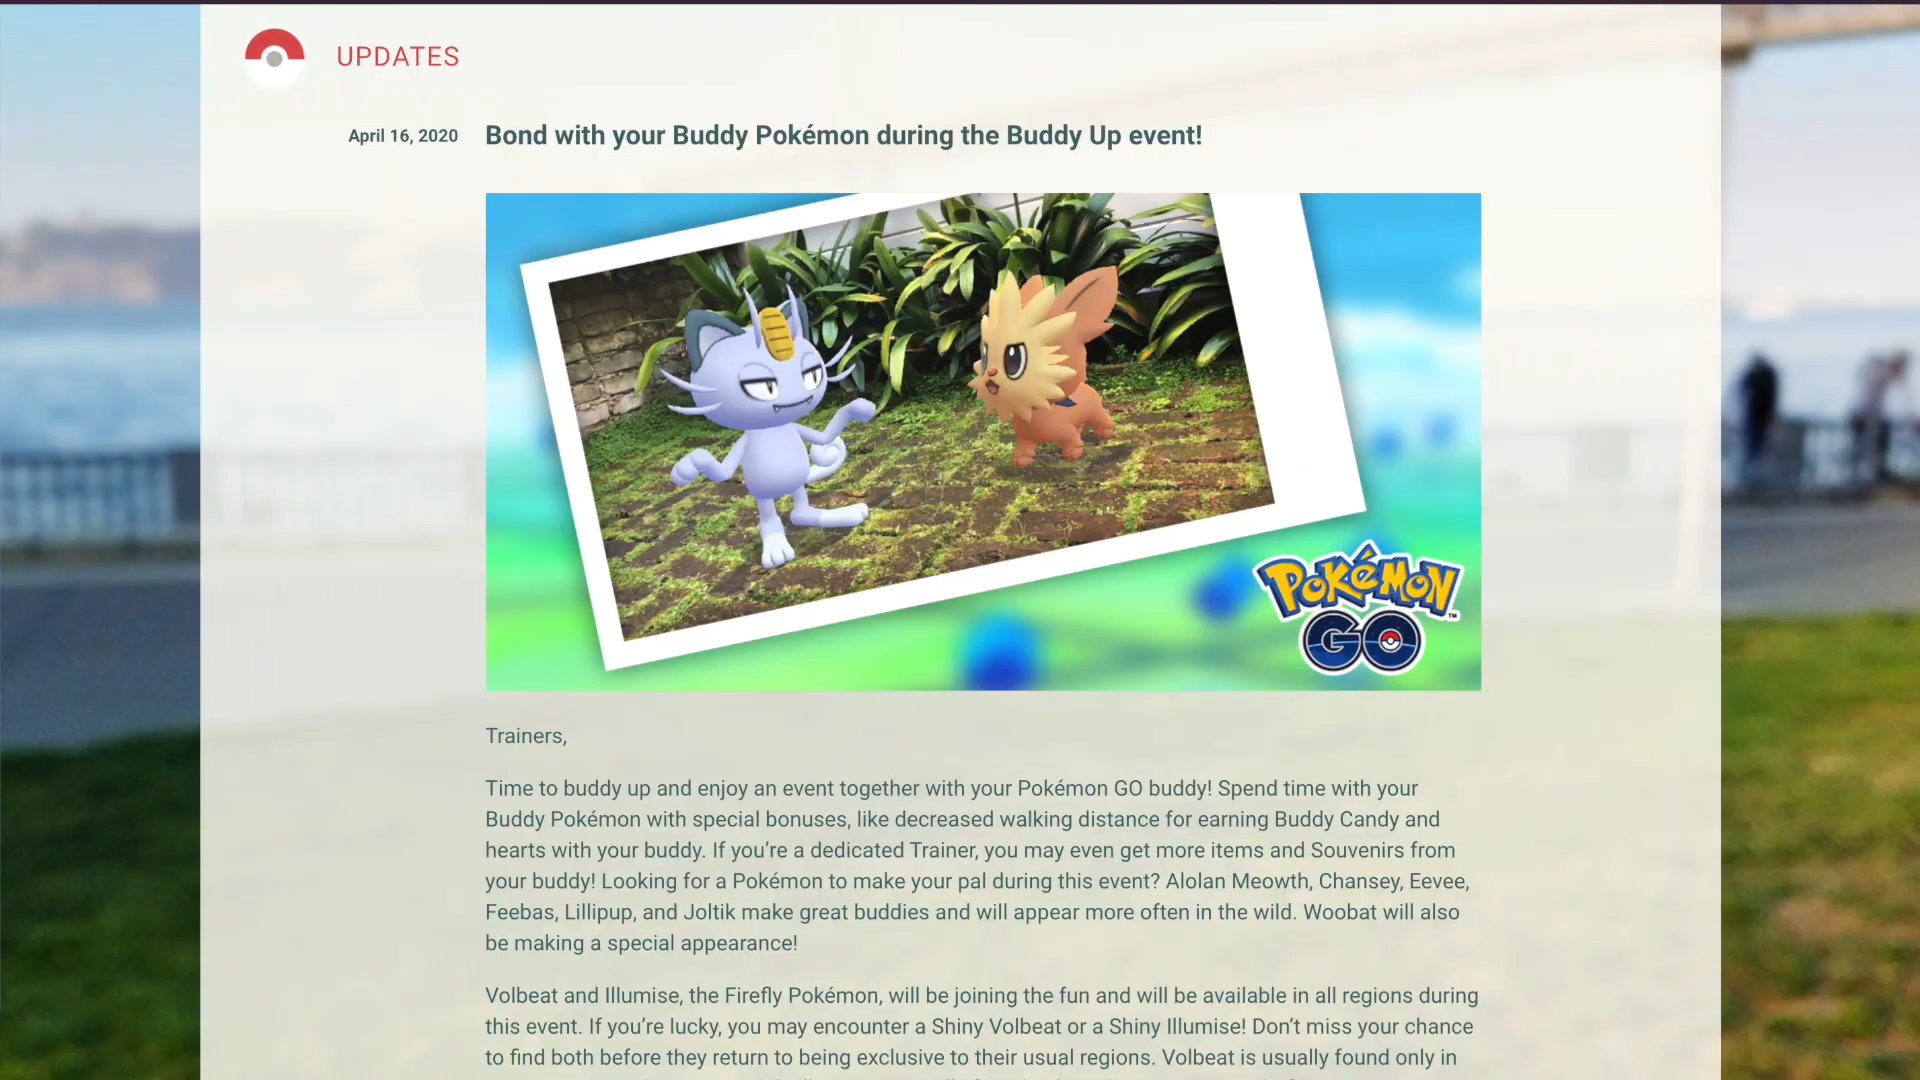 UPDATES
April 16, 2020
Bond with your Buddy Pokémon during the Buddy Up event!
POKéMON
TM
GO
Trainers,
Time to buddy up and enjoy an event together with your Pokémon GO buddy! Spend time with your
Buddy Pokémon with special bonuses, like decreased walking distance for earning Buddy Candy and
hearts with your buddy. If you’re a dedicated Trainer, you may even get more items and Souvenirs from
your buddy! Looking for a Pokémon to make your pal during this event? Alolan Meowth, Chansey, Eevee,
Feebas, Lillipup, and Joltik make great buddies and will appear more often in the wild. Woobat will also
be making a special appearance!
Volbeat and Illumise, the Firefly Pokémon, will be joining the fun and will be available in all regions during
this event. If you’re lucky, you may encounter a Shiny Volbeat or a Shiny Illumise! Don’t miss your chance
to find both before they return to being exclusive to their usual regions. Volbeat is usually found only in